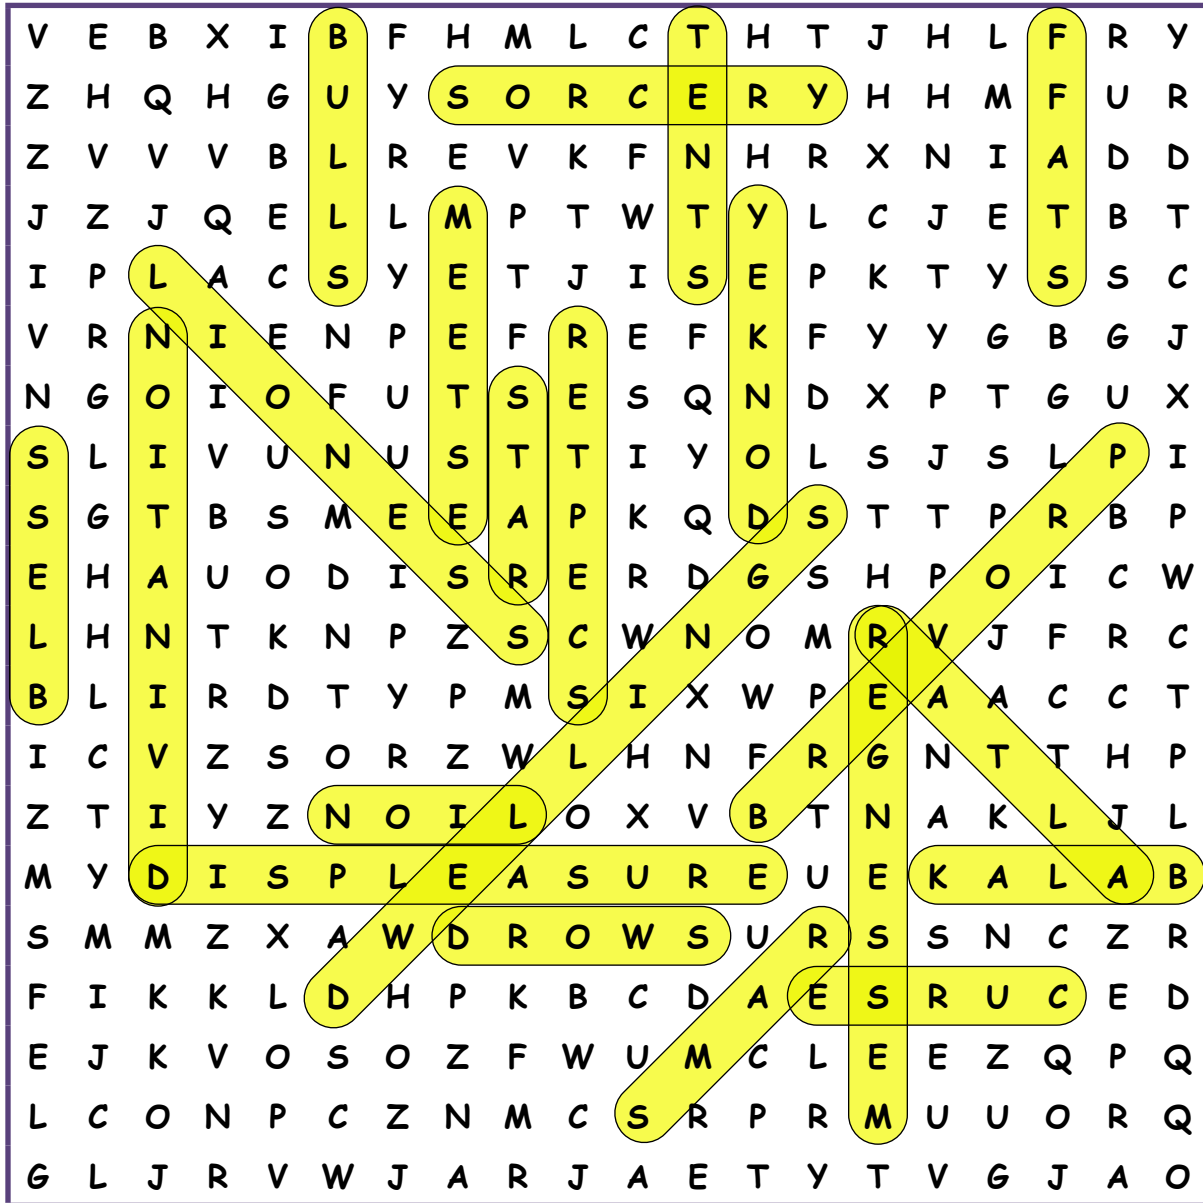 V E B X I B F H M L C T H T J H L F R Y
Z H Q H G U Y S O R C E R Y H H M F U R
Z V V V B L R E V K F N H R X N I A D D
J Z J Q E L L M P T W T Y L C J E T B T
I P L A C S Y E T J I S E P K T Y S S C
V R N I E N P E F R E F K F Y Y G B G J
N G O I O F U T S E S Q N D X P T G U X
S L I V U N U S T T I Y O L S J S L P I
S G T B S M E E A P K Q D S T T P R B P
E H A U O D I S R E R D G S H P O I C W
L H N T K N P Z S C W N O M R V J F R C
B L I R D T Y P M S I X W P E A A C C T
I C V Z S O R Z W L H N F R G N T T H P
Z T I Y Z N O I L O X V B T N A K L J L
M Y D I S P L E A S U R E U E K A L A B
S M M Z X A W D R O W S U R S S N C Z R
F I K K L D H P K B C D A E S R U C E D
E J K V O S O Z F W U M C L E E Z Q P Q
L C O N P C Z N M C S R P R M U U O R Q
G L J R V W J A R J A E T Y T V G J A O